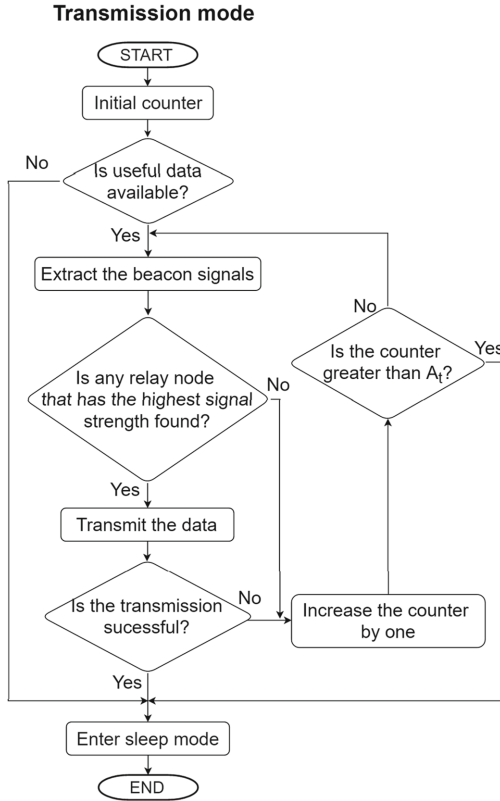 Transmission mode
START
Initial counter
No
Is useful data
available?
Yes
Extract the beacon signals
No
Is the counter
greater than At?
Yes
Is any relay node
that has the highest signal
strength found?
No
Yes
Transmit the data
Is the transmission
sucessful?
No
Increase the counter
by one
Yes
Enter sleep mode
END